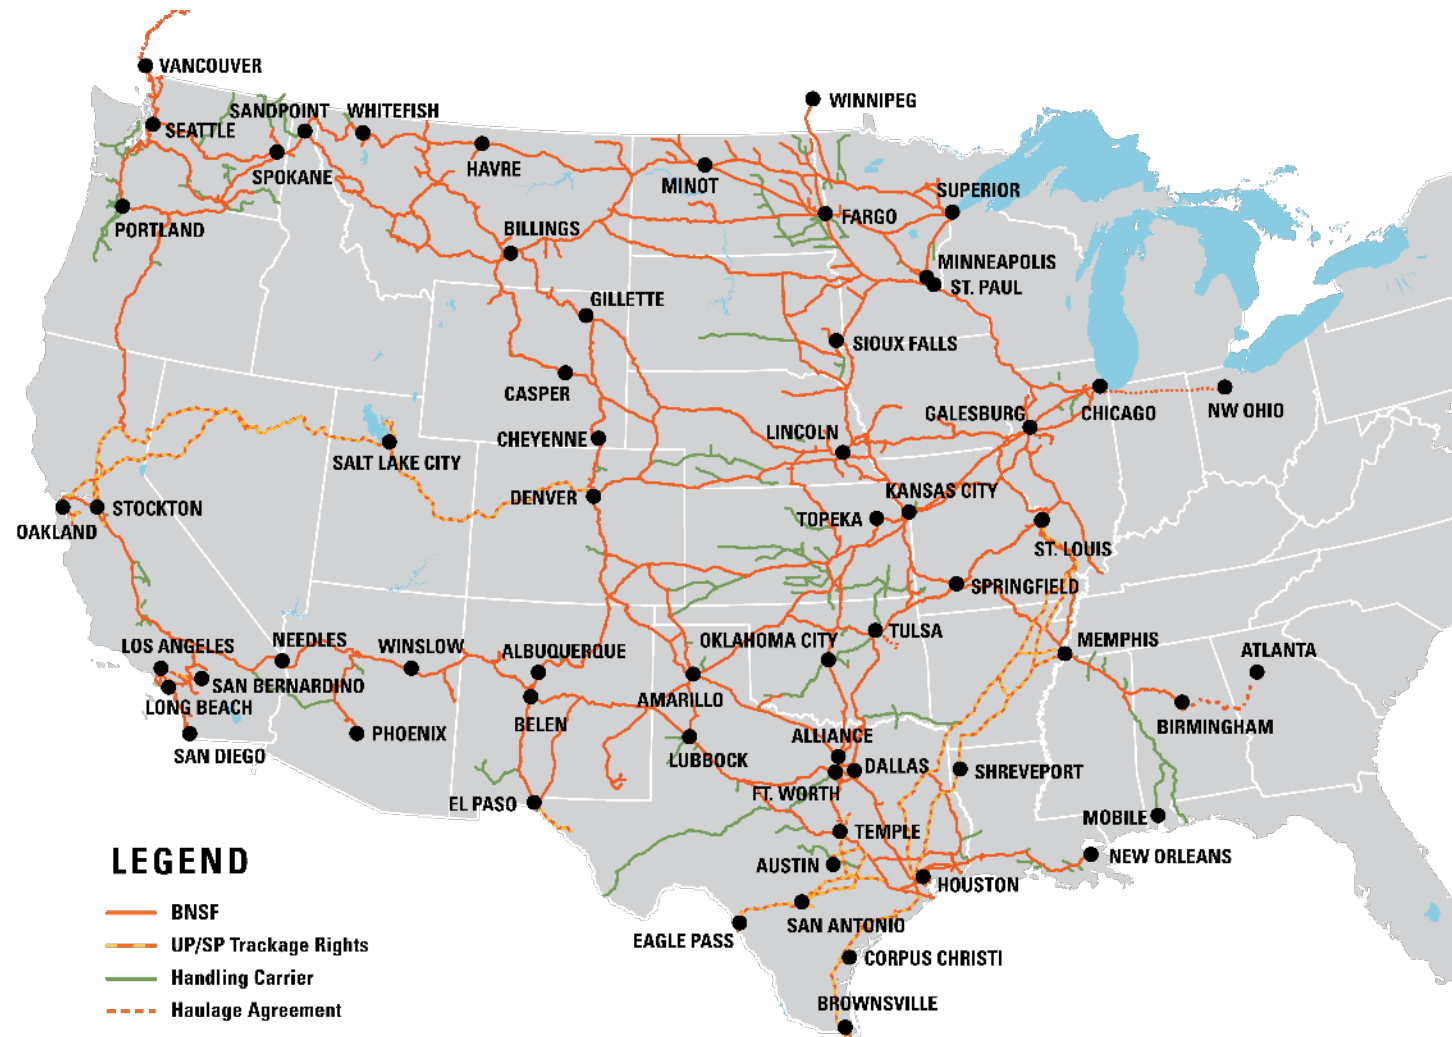 VANCOUVER
WINNIPEG
SANDPOINT
WHITEFISH
SEATTLE
HAVRE
SPOKANE
MINOT
SUPERIOR
PORTLAND
FARGO
BILLINGS
MINNEAPOLIS
ST. PAUL
GILLETTE
SIOUX FALLS
CASPER
CHICAGO
NW OHIO
GALESBURG
CHEYENNE
LINCOLN
SALT LAKE CITY
KANSAS CITY
DENVER
STOCKTON
TOPEKA
OAKLAND
ST. LOUIS
SPRINGFIELD
LOS ANGELES
NEEDLES
WINSLOW
ALBUQUERQUE
OKLAHOMA CITY
TULSA
MEMPHIS
ATLANTA
SAN BERNARDINO
LONG BEACH
AMARILLO
BELEN
BIRMINGHAM
PHOENIX
SAN DIEGO
ALLIANCE
LUBBOCK
DALLAS
SHREVEPORT
FT. WORTH
EL PASO
MOBILE
TEMPLE
NEW ORLEANS
AUSTIN
HOUSTON
SAN ANTONIO
EAGLE PASS
CORPUS CHRISTI
BROWNSVILLE
LEGEND
BNSF
UP/SP Trackage Rights
Handling Carrier
Haulage Agreement